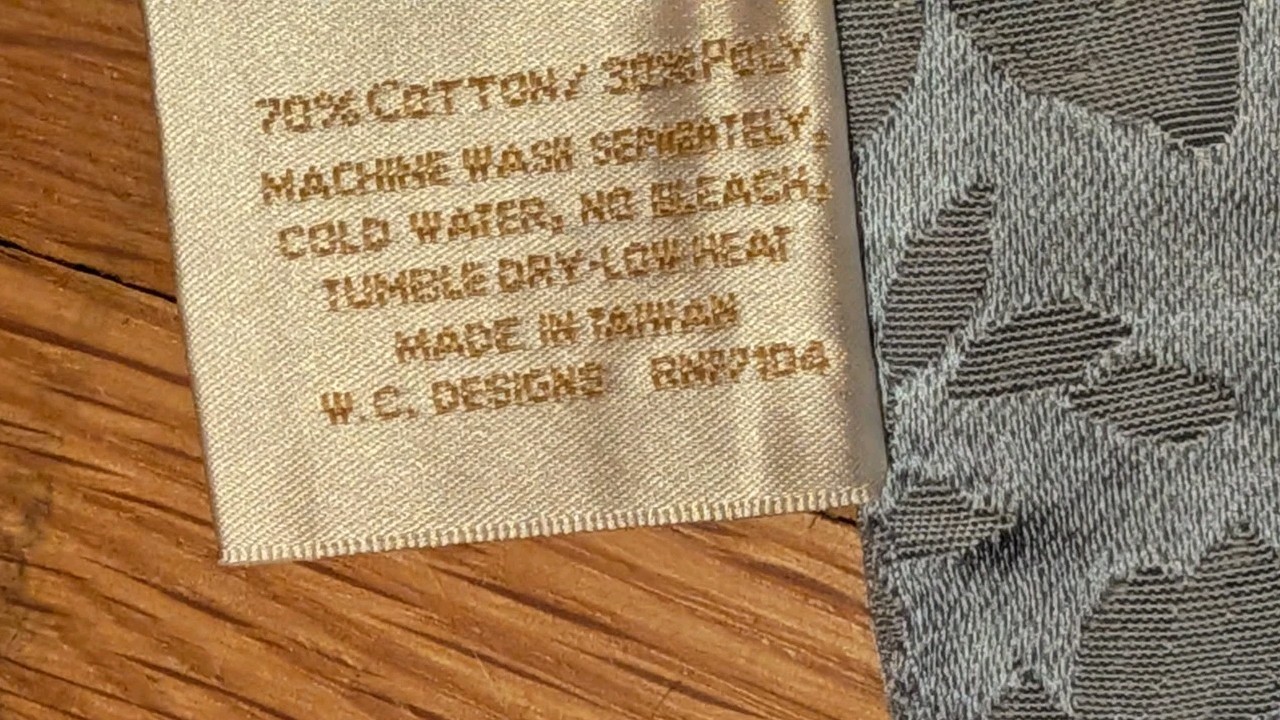 70% COTTON / 30% POLY
MACHINE WASH SEPARATELY,
COLD WATER, NO BLEACH.
TUMBLE DRY-LOW HEAT
MADE IN TAIWAN
W.C. DESIGNS